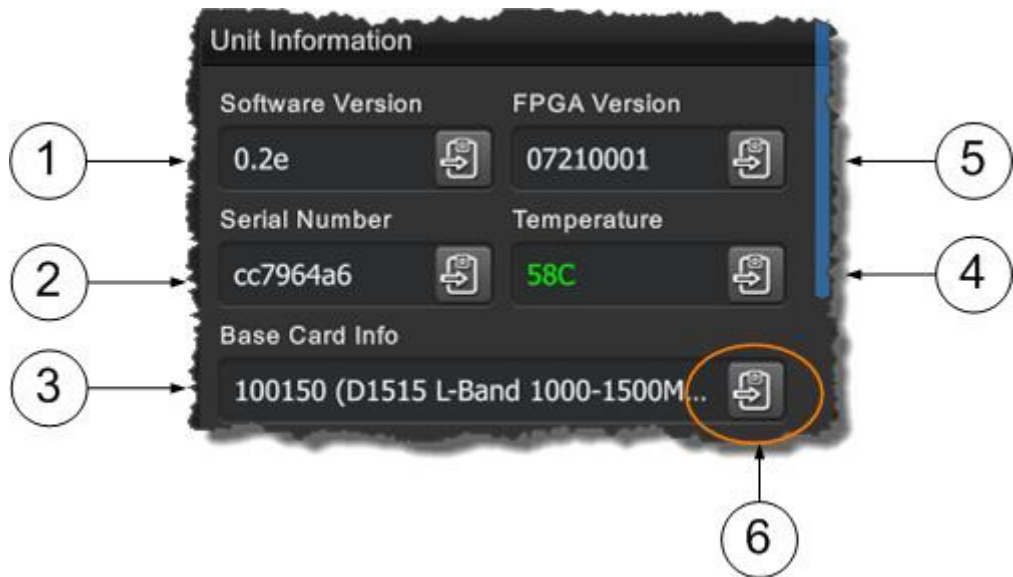 Unit Information
Software Version FPGA Version
1 0.2e 07210001 5
Serial Number Temperature
2 cc7964a6 58C 4
Base Card Info
3 100150 (D1515 L-Band 1000-1500M...
6